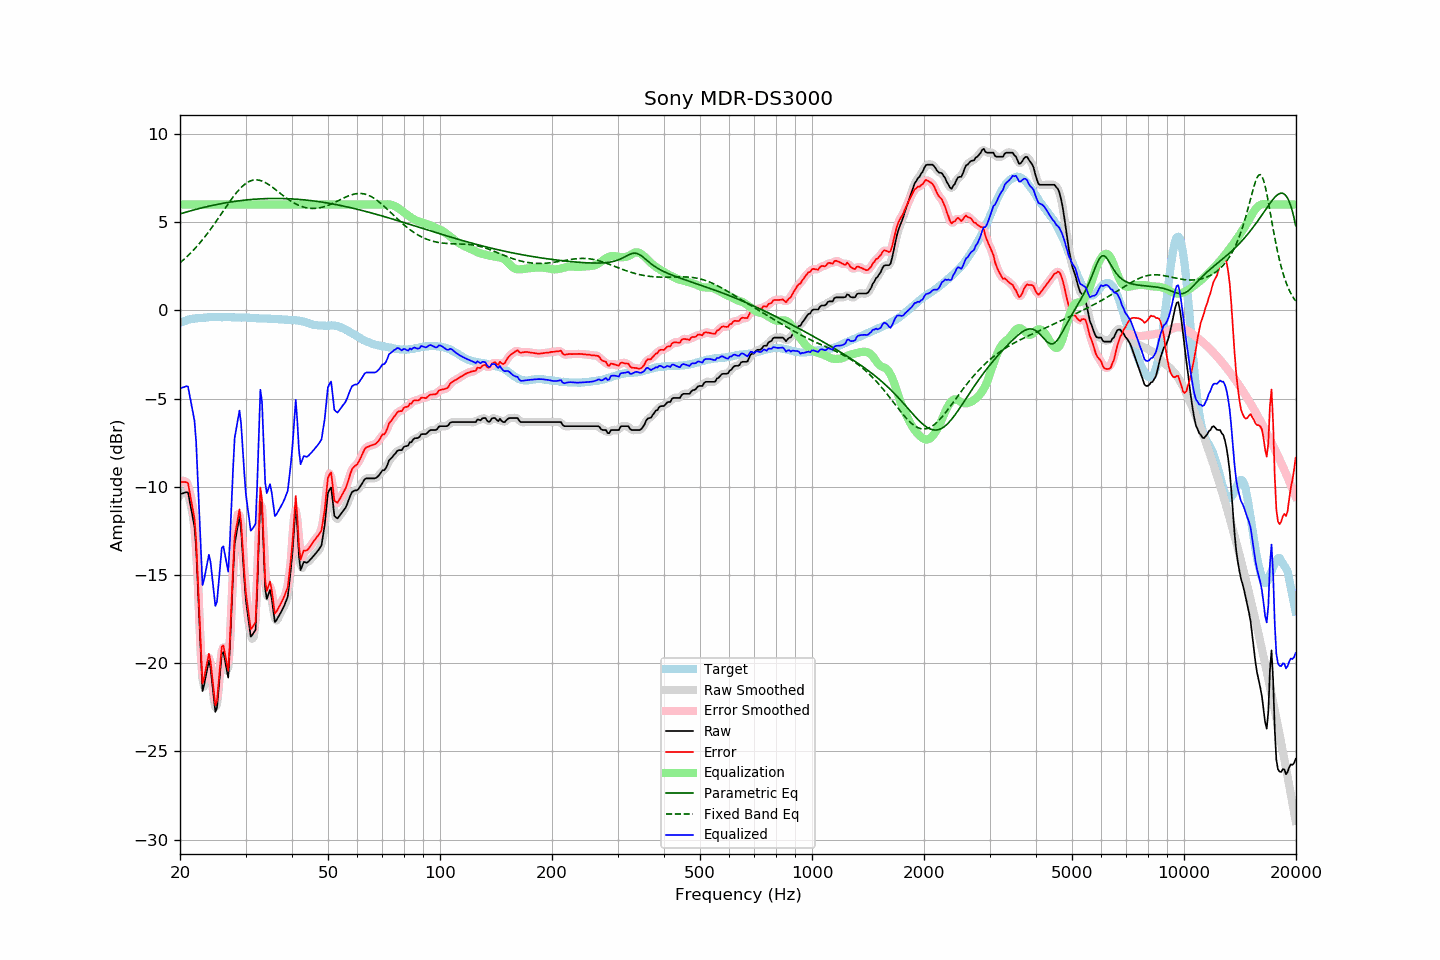 Sony MDR-DS3000
Amplitude (dBr)
10
5
0
−5
−10
−15
−20
−25
−30
Target
Raw Smoothed
Error Smoothed
Raw
Error
Equalization
Parametric Eq
Fixed Band Eq
Equalized
20 50 100 200 500 1000 2000 5000 10000 20000
Frequency (Hz)